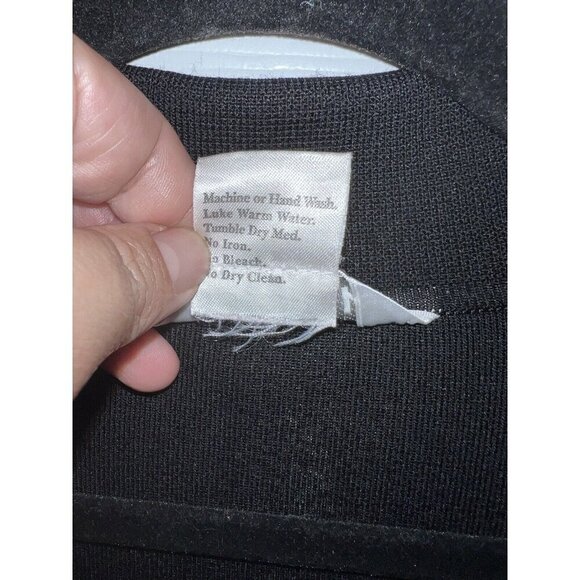 Machine or Hand Wash.
Luke Warm Water.
Tumble Dry Med.
No Iron.
No Bleach.
No Dry Clean.